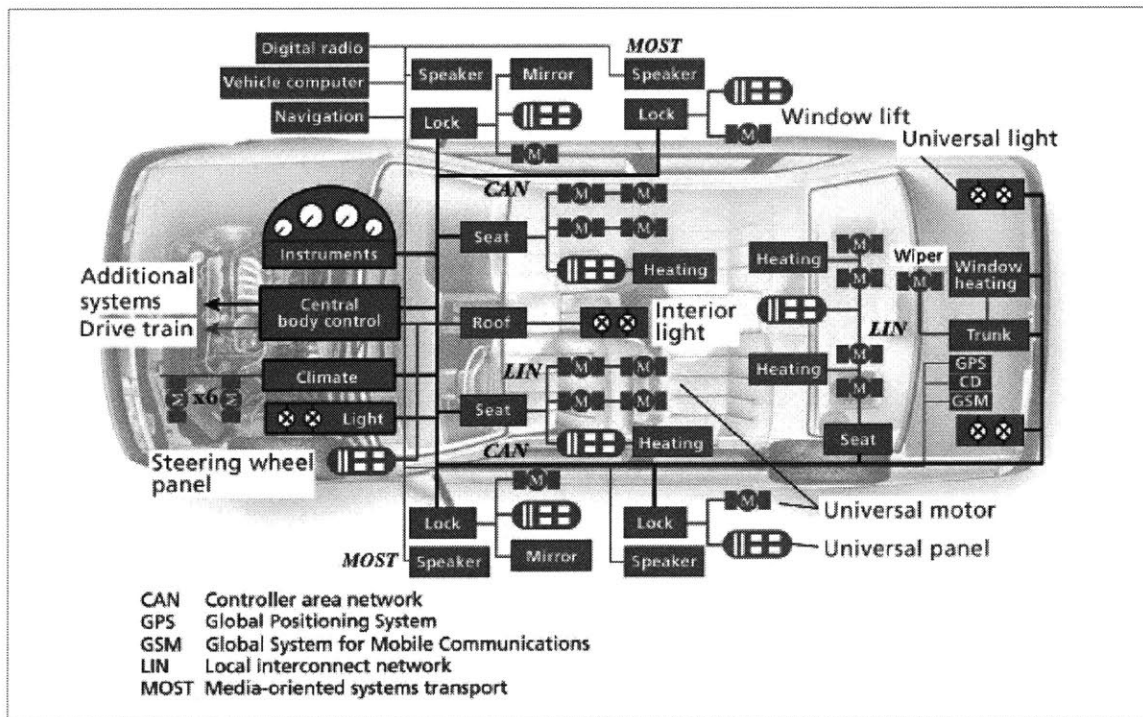 Digital radio
MOST
Speaker
Mirror
Speaker
Vehicle computer
Navigation
Lock
Lock
M
M
Window lift
Universal light
CAN
M M
M M
Seat
Instruments
Heating
Heating
M
M
Wiper
M
Window
heating
Additional
systems
Central
body control
Drive train
Roof
Interior
light
LIN
Trunk
Climate
LIN
M M
M M
Heating
M
M
GPS
CD
GSM
M x6 M
Light
Seat
CAN
Heating
Seat
Steering wheel
panel
M
Lock
Lock
M
Universal motor
MOST
Speaker
Mirror
Speaker
Universal panel
CAN Controller area network
GPS Global Positioning System
GSM Global System for Mobile Communications
LIN Local interconnect network
MOST Media-oriented systems transport